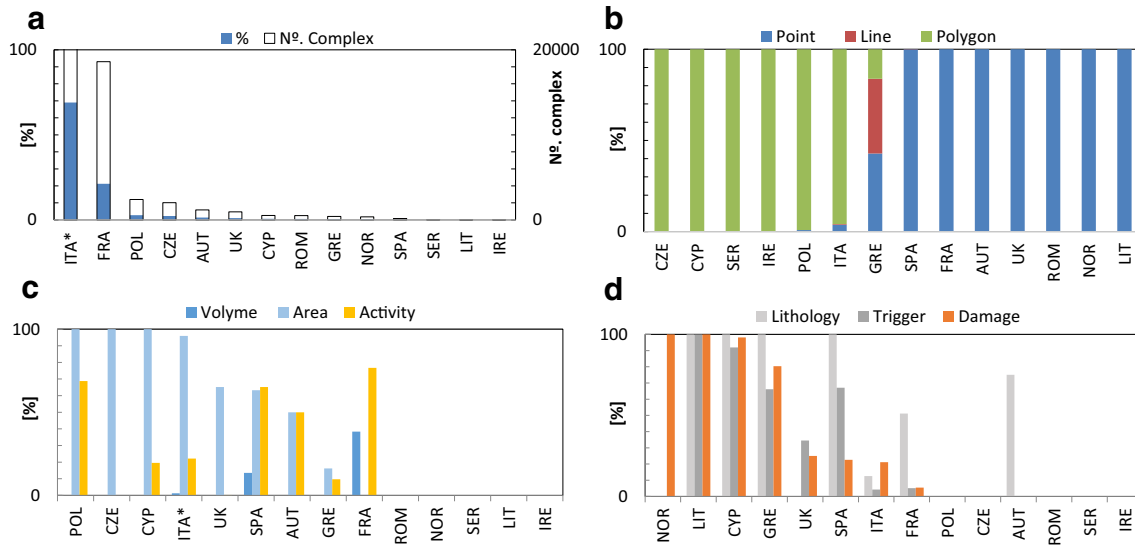 a
% Nº. Complex
100 20000
[%] Nº. complex
0 0
ITA* FRA POL CZE AUT UK CYP ROM GRE NOR SPA SER LIT IRE
b
Point Line Polygon
100
[%]
0
CZE CYP SER IRE POL ITA GRE SPA FRA AUT UK ROM NOR LIT
c
Volyme Area Activity
100
[%]
0
POL CZE CYP ITA* UK SPA AUT GRE FRA ROM NOR SER LIT IRE
d
Lithology Trigger Damage
100
[%]
0
NOR LIT CYP GRE UK SPA ITA FRA POL CZE AUT ROM SER IRE